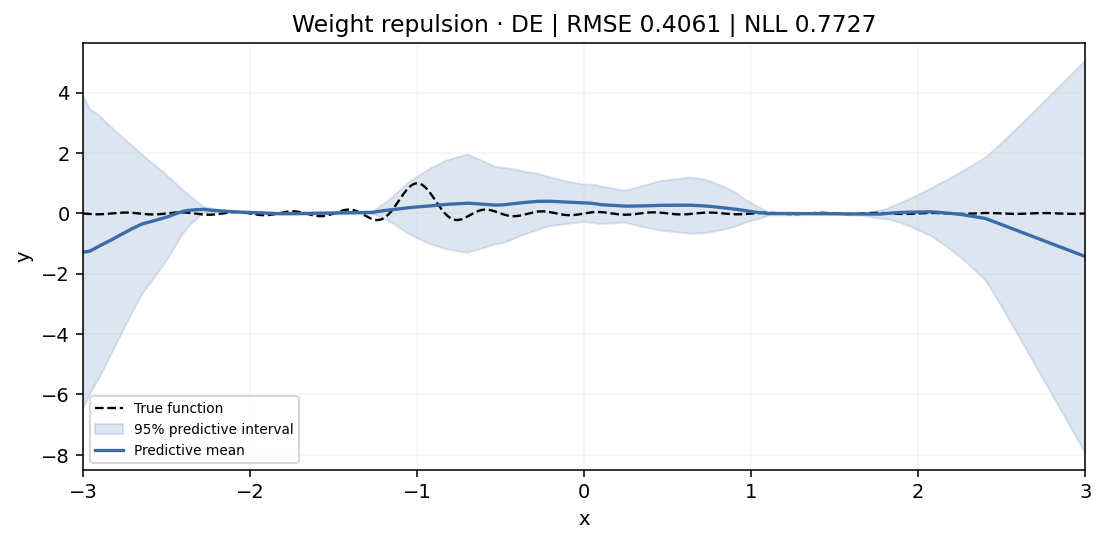 Weight repulsion · DE | RMSE 0.4061 | NLL 0.7727
y
4
2
0
−2
−4
−6
−8
True function
95% predictive interval
Predictive mean
−3
−2
−1
0
1
2
3
x